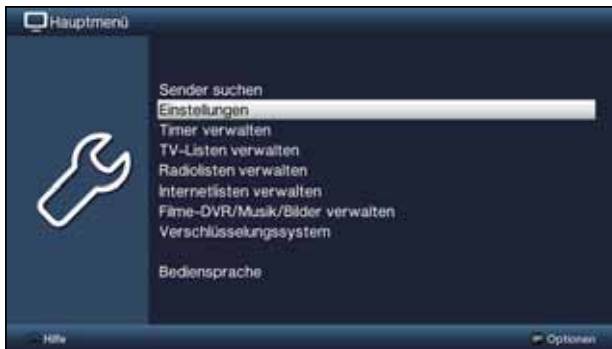 Hauptmenü
Sender suchen
Einstellungen
Timer verwalten
TV-Listen verwalten
Radiolisten verwalten
Internetlisten verwalten
Filme-DVR/Musik/Bilder verwalten
Verschlüsselungssystem
Bediensprache
Hilfe
Optionen